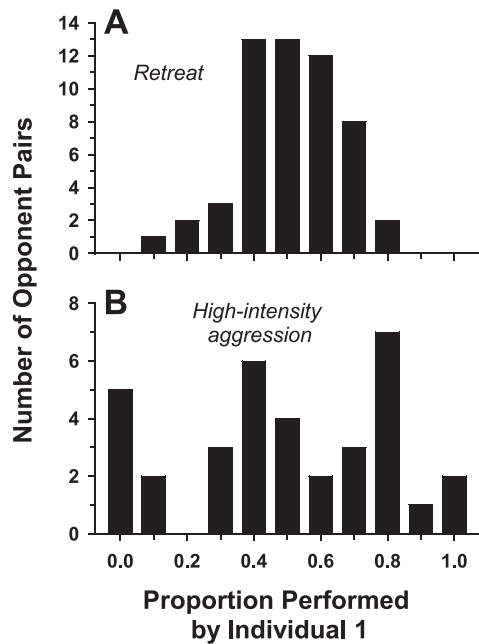 A
Retreat
14
12
10
8
6
4
2
0
Number of Opponent Pairs
B
High-intensity
aggression
8
6
4
2
0
0.0 0.2 0.4 0.6 0.8 1.0
Proportion Performed
by Individual 1